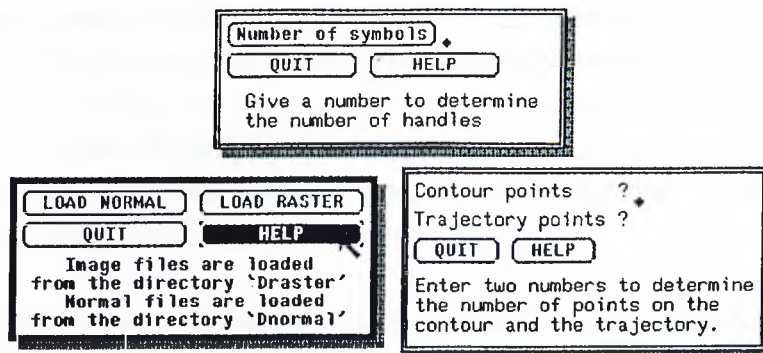 Number of symbols
QUIT HELP
Give a number to determine
the number of handles
LOAD NORMAL LOAD RASTER
QUIT HELP
Image files are loaded
from the directory `Draster´
Normal files are loaded
from the directory `Dnormal´
Contour points ?
Trajectory points ?
QUIT HELP
Enter two numbers to determine
the number of points on the
contour and the trajectory.